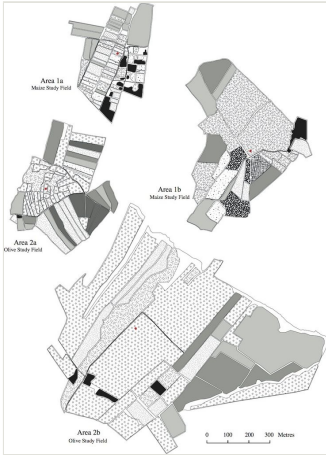 Area 1a
Maize Study Field
Area 1b
Maize Study Field
Area 2a
Olive Study Field
Area 2b
Olive Study Field
0 100 200 300 Metres